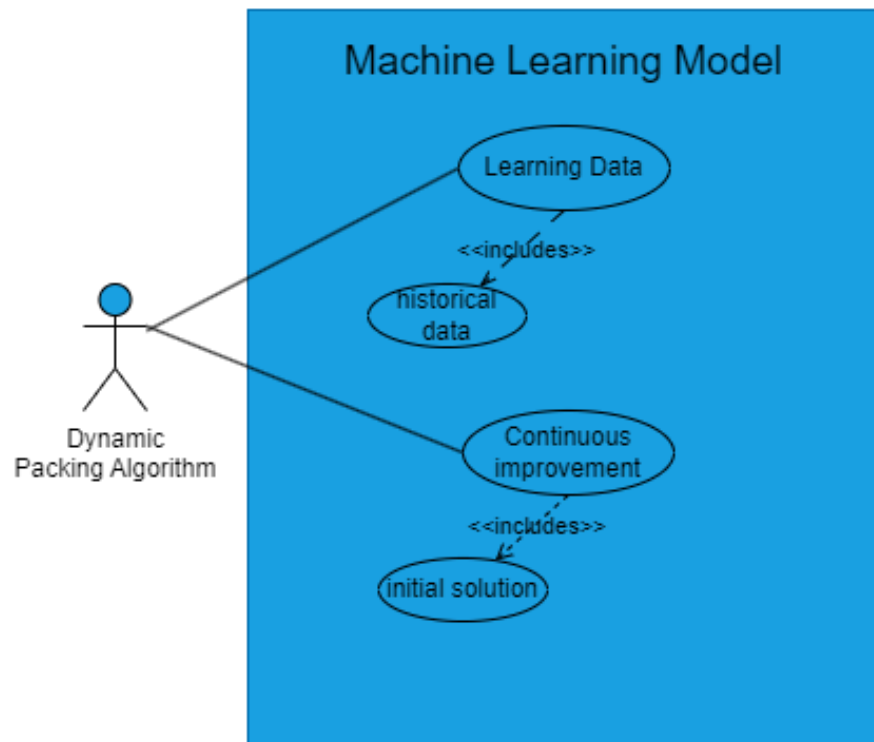 Machine Learning Model
Learning Data
<<includes>>
historical
data
Dynamic
Packing Algorithm
Continuous
improvement
<<includes>>
initial solution